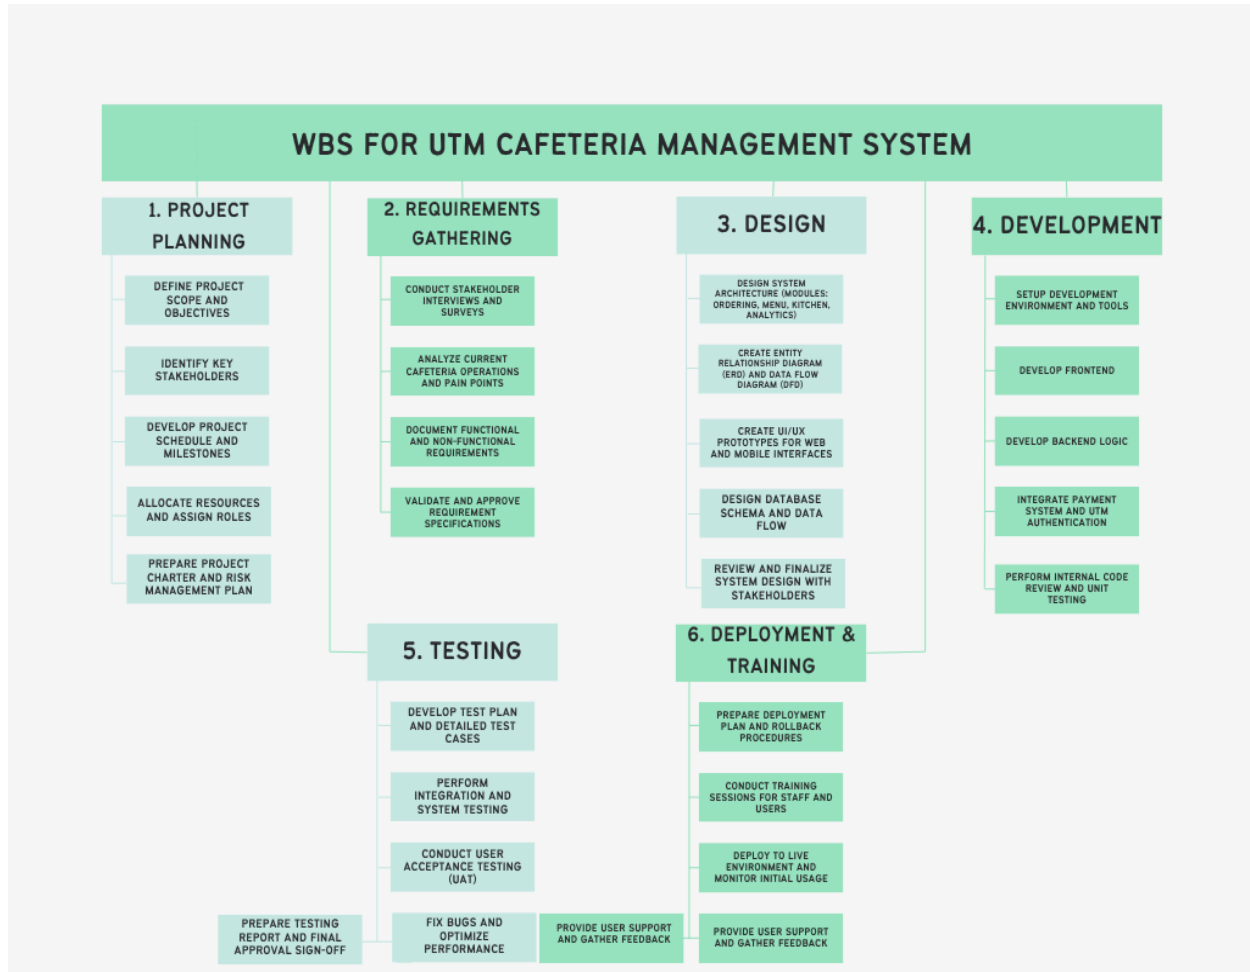 WBS FOR UTM CAFETERIA MANAGEMENT SYSTEM
1. PROJECT
PLANNING
DEFINE PROJECT
SCOPE AND
OBJECTIVES
IDENTIFY KEY
STAKEHOLDERS
DEVELOP PROJECT
SCHEDULE AND
MILESTONES
ALLOCATE RESOURCES
AND ASSIGN ROLES
PREPARE PROJECT
CHARTER AND RISK
MANAGEMENT PLAN
2. REQUIREMENTS
GATHERING
CONDUCT STAKEHOLDER
INTERVIEWS AND
SURVEYS
ANALYZE CURRENT
CAFETERIA OPERATIONS
AND PAIN POINTS
DOCUMENT FUNCTIONAL
AND NON-FUNCTIONAL
REQUIREMENTS
VALIDATE AND APPROVE
REQUIREMENT
SPECIFICATIONS
3. DESIGN
DESIGN SYSTEM
ARCHITECTURE (MODULES:
ORDERING, MENU, KITCHEN,
ANALYTICS)
CREATE ENTITY
RELATIONSHIP DIAGRAM
(ERD) AND DATA FLOW
DIAGRAM (DFD)
CREATE UI/UX
PROTOTYPES FOR WEB
AND MOBILE INTERFACES
DESIGN DATABASE
SCHEMA AND DATA
FLOW
REVIEW AND FINALIZE
SYSTEM DESIGN WITH
STAKEHOLDERS
4. DEVELOPMENT
SETUP DEVELOPMENT
ENVIRONMENT AND TOOLS
DEVELOP FRONTEND
DEVELOP BACKEND LOGIC
INTEGRATE PAYMENT
SYSTEM AND UTM
AUTHENTICATION
PERFORM INTERNAL CODE
REVIEW AND UNIT
TESTING
5. TESTING
DEVELOP TEST PLAN
AND DETAILED TEST
CASES
PERFORM
INTEGRATION AND
SYSTEM TESTING
CONDUCT USER
ACCEPTANCE TESTING
(UAT)
PREPARE TESTING
REPORT AND FINAL
APPROVAL SIGN-OFF
FIX BUGS AND
OPTIMIZE
PERFORMANCE
6. DEPLOYMENT &
TRAINING
PREPARE DEPLOYMENT
PLAN AND ROLLBACK
PROCEDURES
CONDUCT TRAINING
SESSIONS FOR STAFF AND
USERS
DEPLOY TO LIVE
ENVIRONMENT AND
MONITOR INITIAL USAGE
PROVIDE USER SUPPORT
AND GATHER FEEDBACK
PROVIDE USER SUPPORT
AND GATHER FEEDBACK